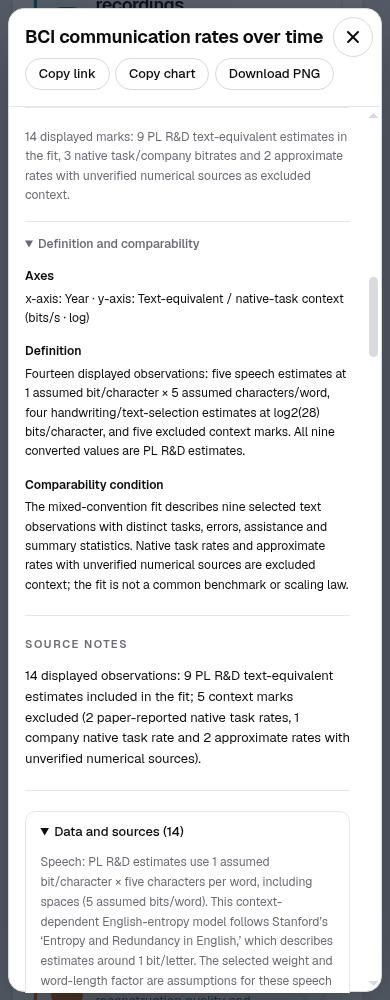 recordings
BCI communication rates over time
Copy link
Copy chart
Download PNG
14 displayed marks: 9 PL R&D text-equivalent estimates in
the fit, 3 native task/company bitrates and 2 approximate
rates with unverified numerical sources as excluded
context.
▼ Definition and comparability
Axes
x-axis: Year · y-axis: Text-equivalent / native-task context
(bits/s · log)
Definition
Fourteen displayed observations: five speech estimates at
1 assumed bit/character × 5 assumed characters/word,
four handwriting/text-selection estimates at log2(28)
bits/character, and five excluded context marks. All nine
converted values are PL R&D estimates.
Comparability condition
The mixed-convention fit describes nine selected text
observations with distinct tasks, errors, assistance and
summary statistics. Native task rates and approximate
rates with unverified numerical sources are excluded
context; the fit is not a common benchmark or scaling law.
SOURCE NOTES
14 displayed observations: 9 PL R&D text-equivalent
estimates included in the fit; 5 context marks
excluded (2 paper-reported native task rates, 1
company native task rate and 2 approximate rates with
unverified numerical sources).
▼ Data and sources (14)
Speech: PL R&D estimates use 1 assumed
bit/character × five characters per word, including
spaces (5 assumed bits/word). This context-
dependent English-entropy model follows Stanford's
‘Entropy and Redundancy in English,’ which describes
estimates around 1 bit/letter. The selected weight and
word-length factor are assumptions for these speech